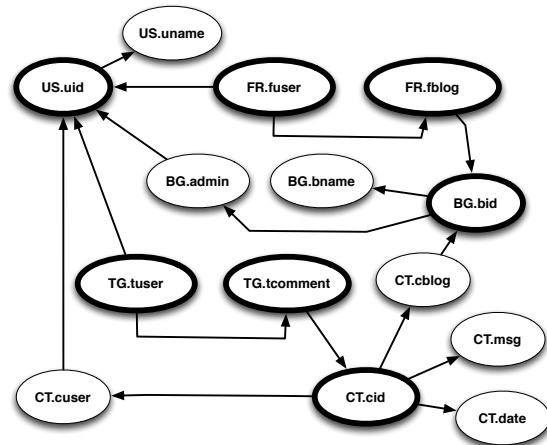 US.uname
US.uid
FR.fuser
FR.fblog
BG.admin
BG.bname
BG.bid
TG.tuser
TG.tcomment
CT.cblog
CT.msg
CT.cuser
CT.cid
CT.date